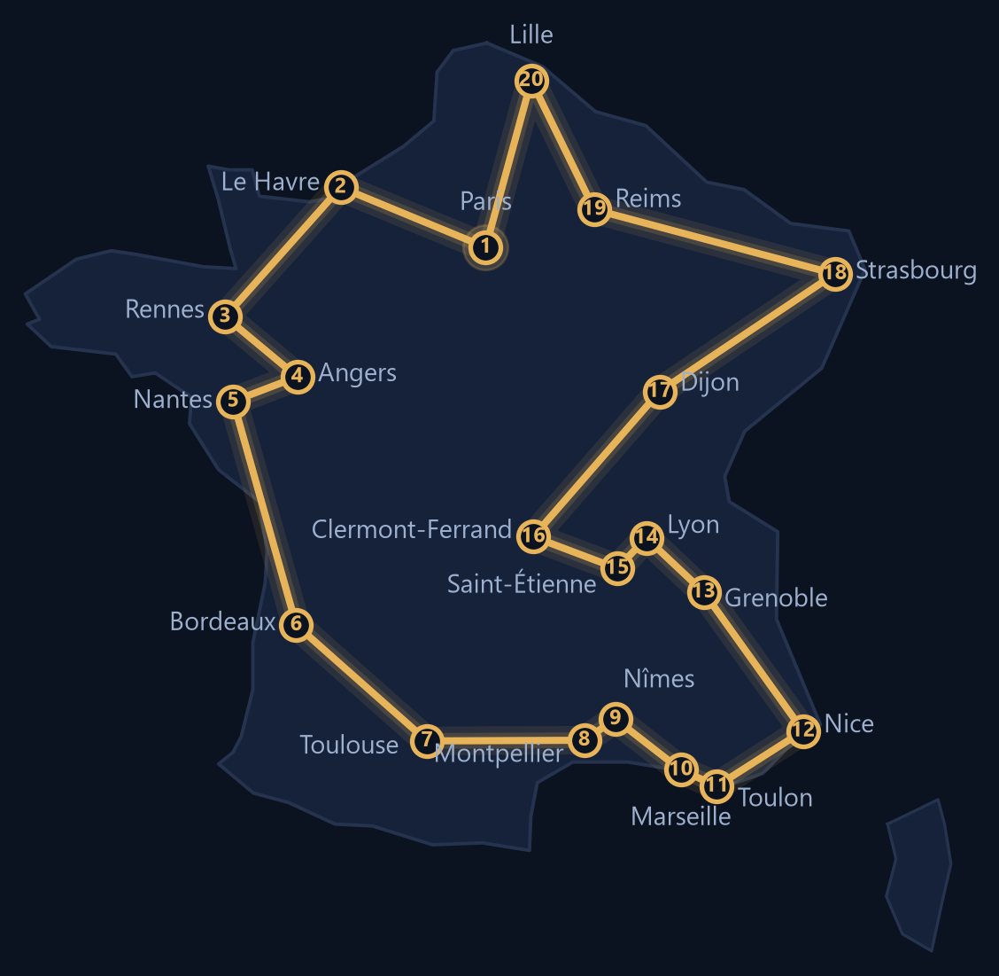 Lille
20
Le Havre
2
Paris
19
Reims
1
18
Strasbourg
Rennes
3
4
Angers
Nantes
5
17
Dijon
Clermont-Ferrand
16
14
Lyon
15
Saint-Étienne
13
Grenoble
Bordeaux
6
Nîmes
9
Toulouse
7
Montpellier
8
12
Nice
10
11
Toulon
Marseille